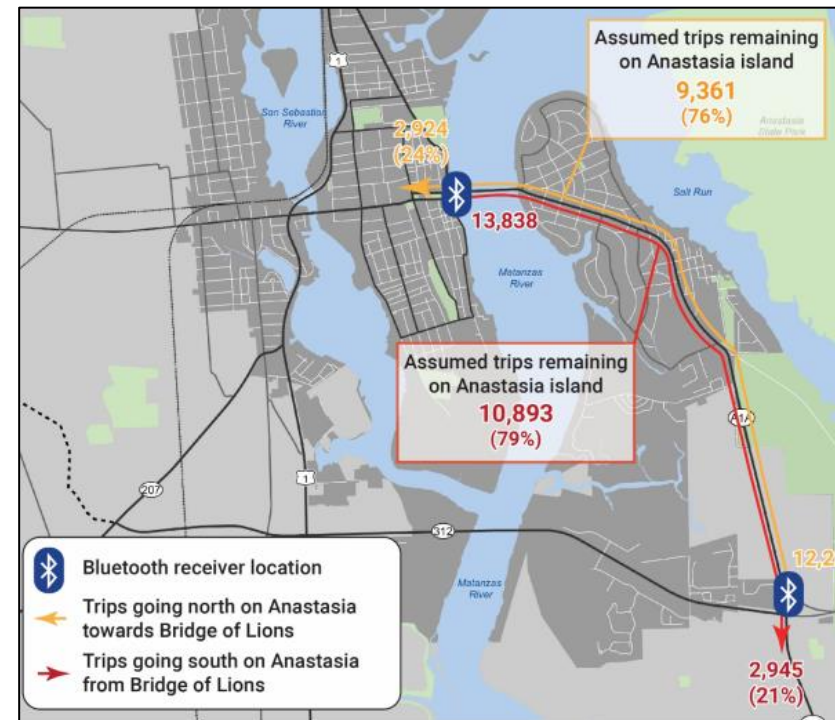 Assumed trips remaining
on Anastasia island
9,361
(76%)
1
San Sebastian
River
2,924
(24%)
Anastasia
State Park
Salt Run
13,838
Matanzas
River
Assumed trips remaining
on Anastasia island
10,893
(79%)
A1A
207
1
312
12,2
Bluetooth receiver location
Trips going north on Anastasia
towards Bridge of Lions
Trips going south on Anastasia
from Bridge of Lions
Matanzas
River
2,945
(21%)